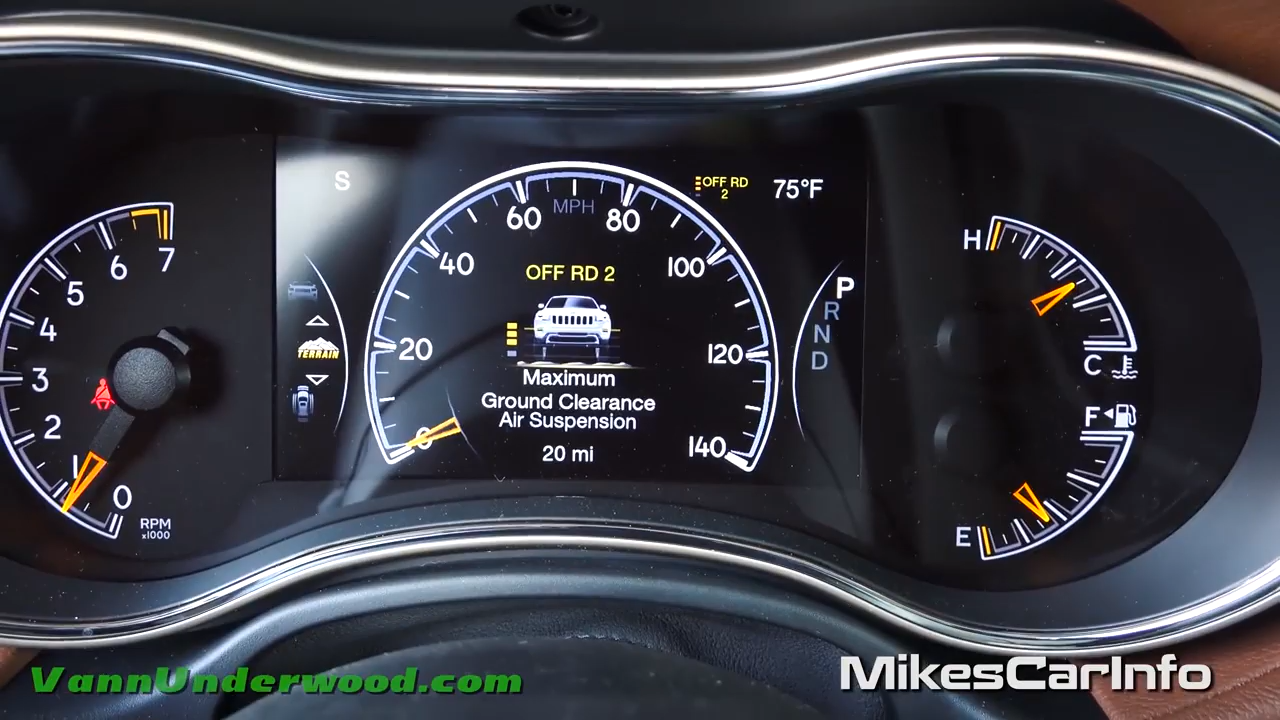 S
OFF RD
2
75°F
7
6
5
4
3
2
1
0
RPM
x1000
TERRAIN
MPH
0
20
40
60
80
100
120
140
OFF RD 2
Maximum
Ground Clearance
Air Suspension
20 mi
P
R
N
D
H
C
F
E
VannUnderwood.com
MikesCarInfo